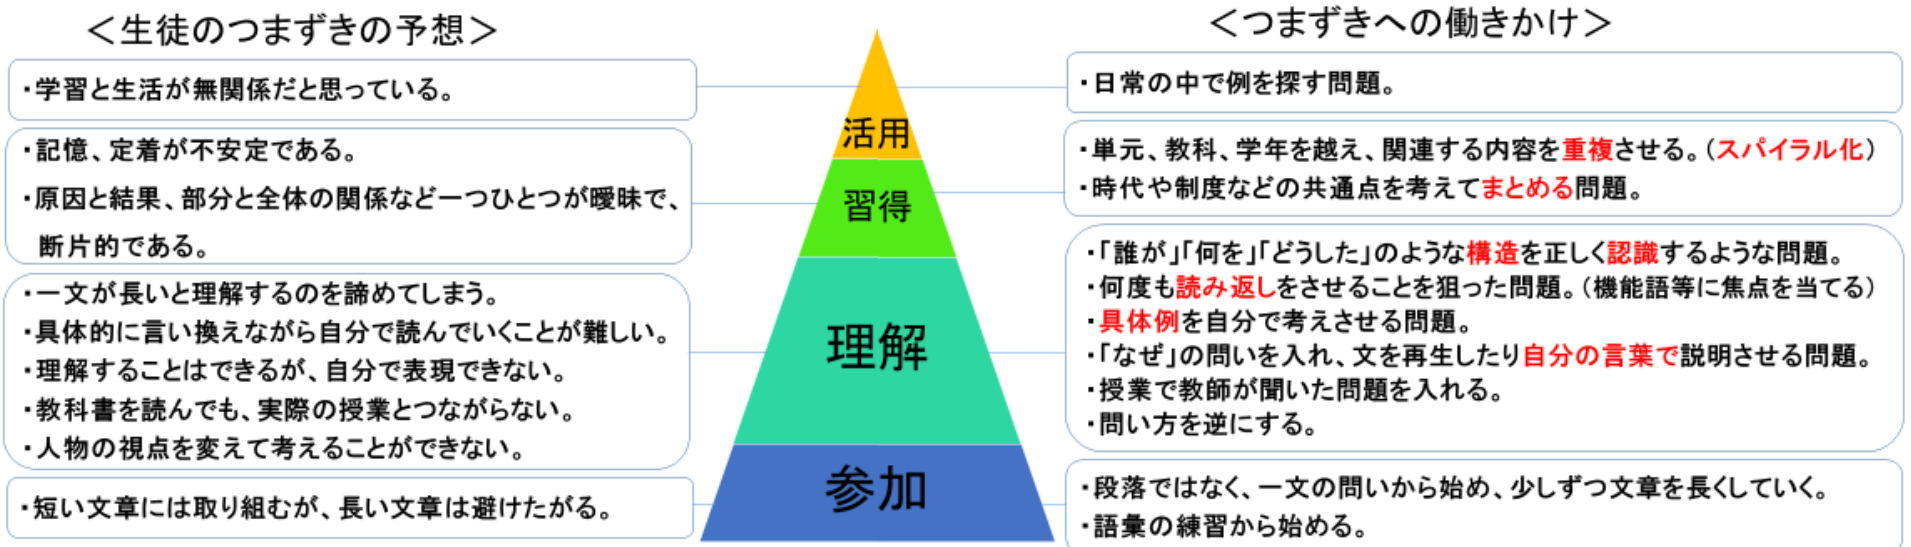 ＜生徒のつまずきの予想＞
・学習と生活が無関係だと思っている。
・記憶、定着が不安定である。
・原因と結果、部分と全体の関係など一つひとつが曖昧で、
断片的である。
・一文が長いと理解するのを諦めてしまう。
・具体的に言い換えながら自分で読んでいくことが難しい。
・理解することはできるが、自分で表現できない。
・教科書を読んでも、実際の授業とつながらない。
・人物の視点を変えて考えることができない。
・短い文章には取り組むが、長い文章は避けたがる。
活用
習得
理解
参加
＜つまずきへの働きかけ＞
・日常の中で例を探す問題。
・単元、教科、学年を越え、関連する内容を重複させる。（スパイラル化）
・時代や制度などの共通点を考えてまとめる問題。
・「誰が」「何を」「どうした」のような構造を正しく認識するような問題。
・何度も読み返しをさせることを狙った問題。（機能語等に焦点を当てる）
・具体例を自分で考えさせる問題。
・「なぜ」の問いを入れ、文を再生したり自分の言葉で説明させる問題。
・授業で教師が聞いた問題を入れる。
・問い方を逆にする。
・段落ではなく、一文の問いから始め、少しずつ文章を長くしていく。
・語彙の練習から始める。